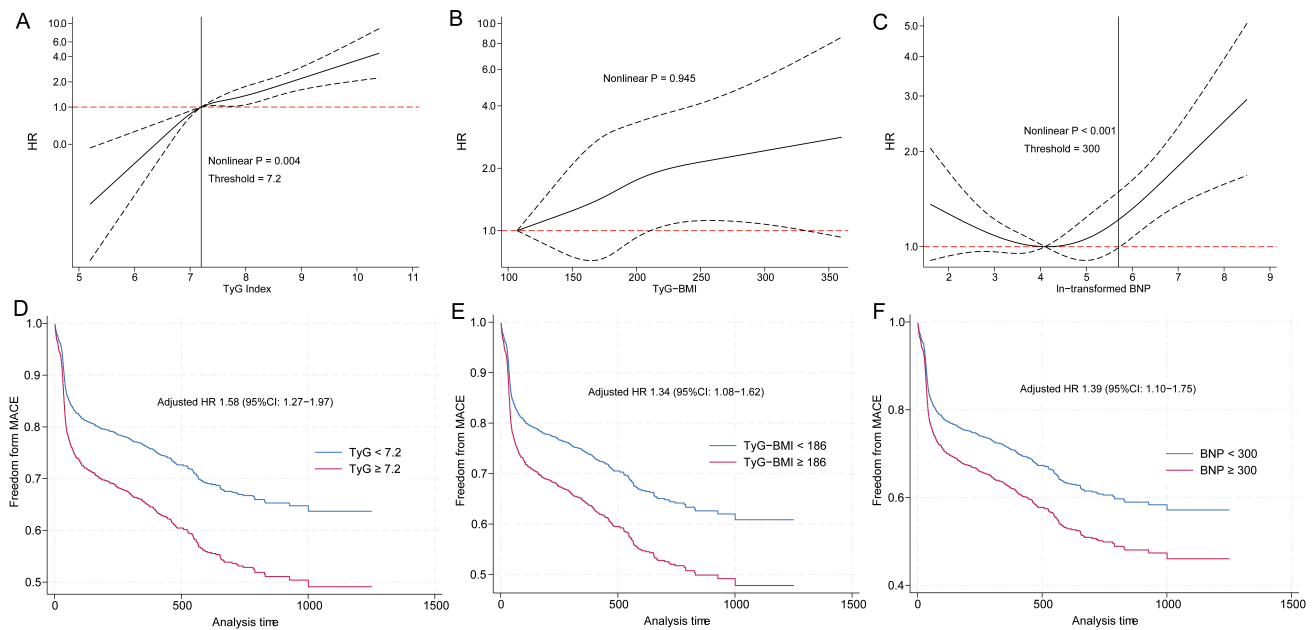 A
HR
10.0
6.0
4.0
2.0
1.0
0.0
Nonlinear P = 0.004
Threshold = 7.2
5 6 7 8 9 10 11
TyG Index
B
HR
10.0
8.0
6.0
4.0
2.0
1.0
Nonlinear P = 0.945
100 150 200 250 300 350
TyG−BMI
C
HR
5.0
4.0
3.0
2.0
1.0
Nonlinear P < 0.001
Threshold = 300
2 3 4 5 6 7 8 9
ln−transformed BNP
D
Freedom from MACE
1.0
0.9
0.8
0.7
0.6
0.5
Adjusted HR 1.58 (95%CI: 1.27−1.97)
TyG < 7.2
TyG ≥ 7.2
0 500 1000 1500
Analysis time
E
Freedom from MACE
1.0
0.9
0.8
0.7
0.6
0.5
Adjusted HR 1.34 (95%CI: 1.08−1.62)
TyG−BMI < 186
TyG−BMI ≥ 186
0 500 1000 1500
Analysis time
F
Freedom from MACE
1.0
0.8
0.6
0.4
Adjusted HR 1.39 (95%CI: 1.10−1.75)
BNP < 300
BNP ≥ 300
0 500 1000 1500
Analysis time